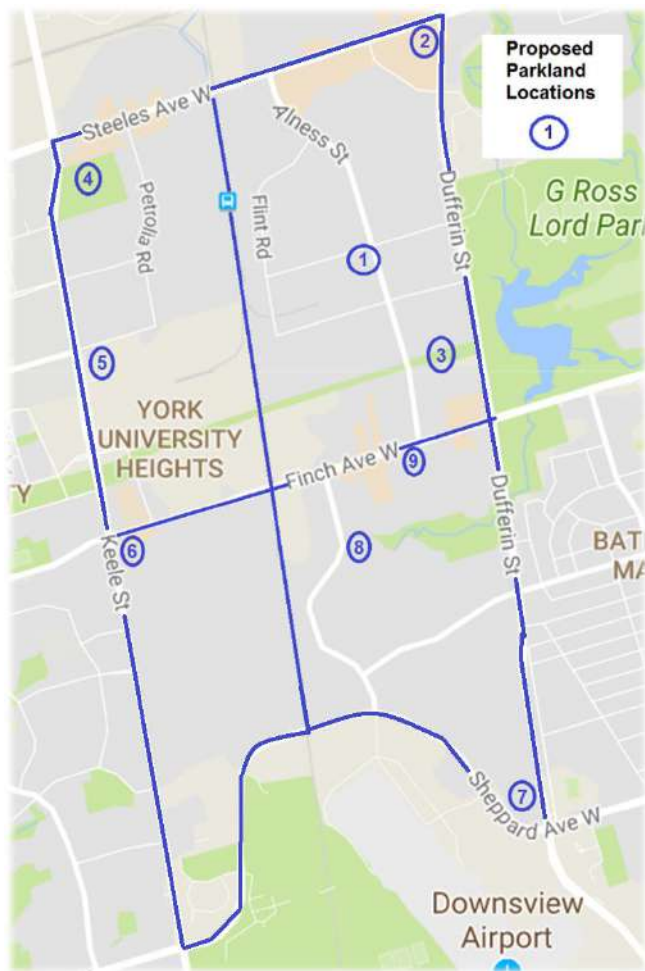 Proposed
Parkland
Locations
1
2
Steeles Ave W
Alness St
4
Petrolia Rd
Flint Rd
Dufferin St
G Ross
Lord Par
1
3
5
YORK
UNIVERSITY
HEIGHTS
Finch Ave W
9
TY
6
8
Keele St
Dufferin St
BAT
MA
7
Sheppard Ave W
Downsview
Airport